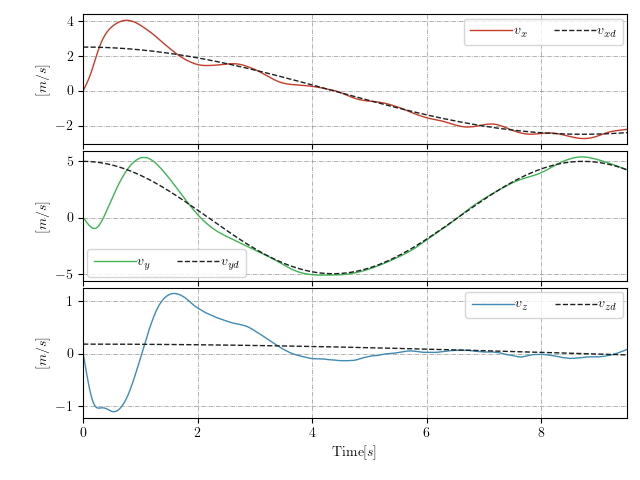 4
2
0
−2
[m/s]
v_x v_xd
5
0
−5
[m/s]
v_y v_yd
1
0
−1
[m/s]
v_z v_zd
0 2 4 6 8
Time[s]